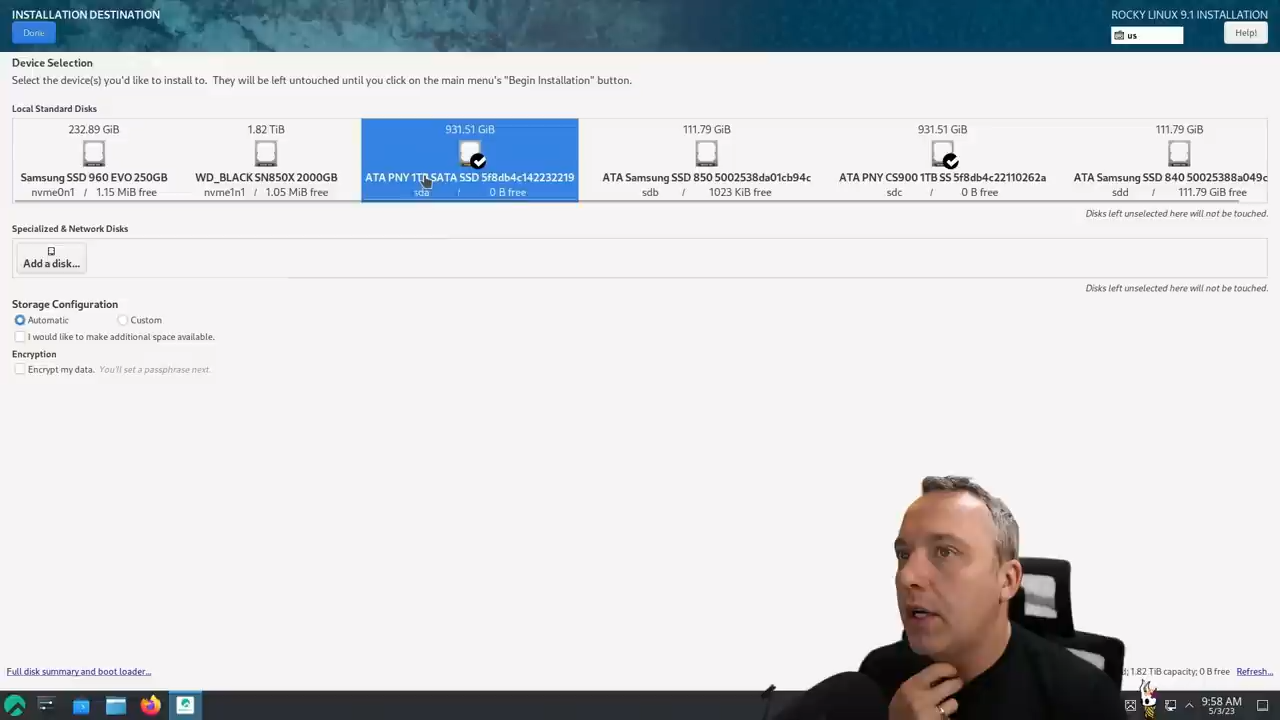 INSTALLATION DESTINATION
ROCKY LINUX 9.1 INSTALLATION
Done
us
Help!
Device Selection
Select the device(s) you'd like to install to. They will be left untouched until you click on the main menu's "Begin Installation" button.
Local Standard Disks
232.89 GiB
1.82 TiB
931.51 GiB
111.79 GiB
931.51 GiB
111.79 GiB
Samsung SSD 960 EVO 250GB
WD_BLACK SN850X 2000GB
ATA PNY 1TB SATA SSD 5f8db4c142232219
ATA Samsung SSD 850 5002538da01cb94c
ATA PNY CS900 1TB SS 5f8db4c22110262a
ATA Samsung SSD 840 50025388a049c
nvme0n1 / 1.15 MiB free
nvme1n1 / 1.05 MiB free
sda / 0 B free
sdb / 1023 KiB free
sdc / 0 B free
sdd / 111.79 GiB free
Disks left unselected here will not be touched.
Specialized & Network Disks
Add a disk...
Disks left unselected here will not be touched.
Storage Configuration
Automatic
Custom
I would like to make additional space available.
Encryption
Encrypt my data. You'll set a passphrase next.
Full disk summary and boot loader...
d; 1.82 TiB capacity; 0 B free
Refresh...
9:58 AM
5/3/23